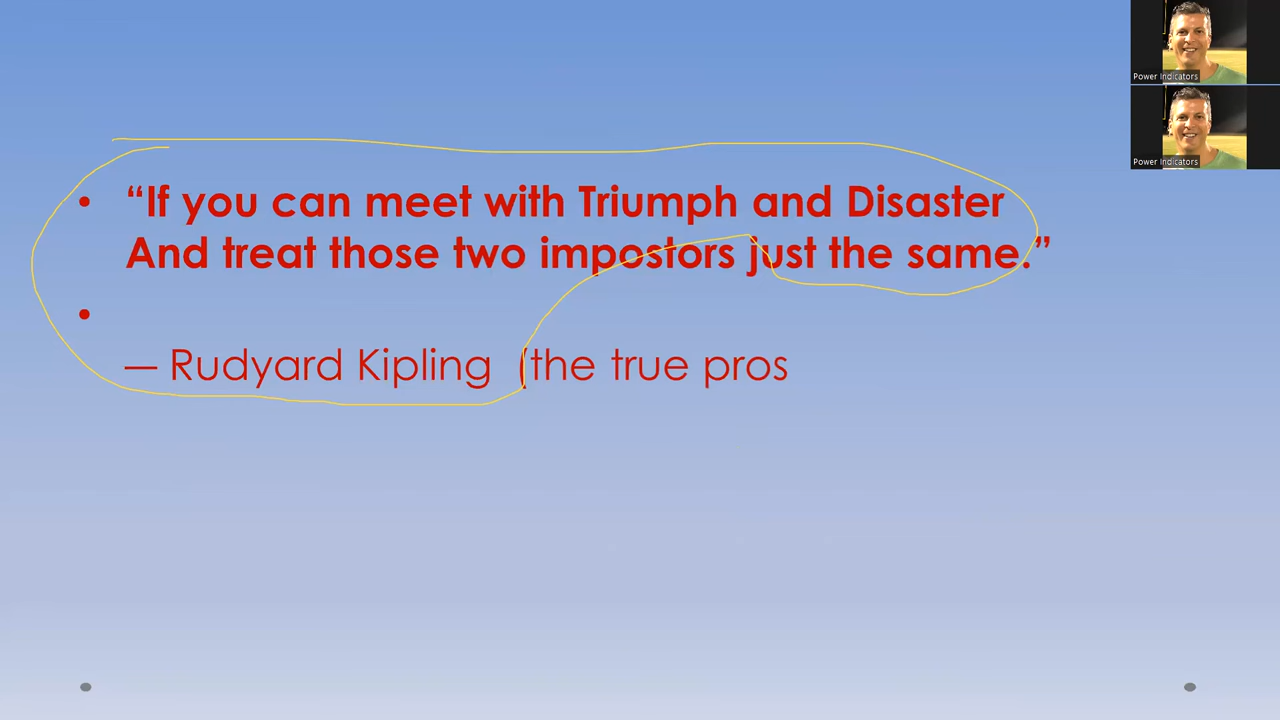 Power Indicators
Power Indicators
• “If you can meet with Triumph and Disaster
And treat those two impostors just the same.”
•
— Rudyard Kipling (the true pros